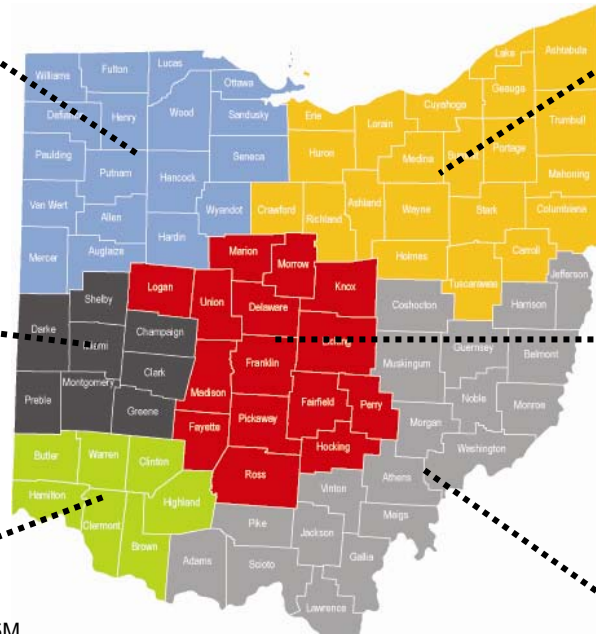 Williams
Fulton
Lucas
Ottawa
Defiance
Henry
Wood
Sandusky
Paulding
Putnam
Hancock
Seneca
Van Wert
Allen
Wyandot
Mercer
Auglaize
Hardin
Lake
Ashtabula
Geauga
Cuyahoga
Erie
Lorain
Trumbull
Huron
Medina
Portage
Mahoning
Crawford
Richland
Ashland
Wayne
Stark
Columbiana
Holmes
Carroll
Tuscarawas
Marion
Morrow
Logan
Union
Delaware
Knox
Licking
Franklin
Madison
Fairfield
Perry
Pickaway
Fayette
Hocking
Ross
Shelby
Darke
Miami
Champaign
Clark
Montgomery
Preble
Greene
Butler
Warren
Clinton
Hamilton
Clermont
Highland
Brown
Jefferson
Coshocton
Harrison
Muskingum
Guernsey
Belmont
Noble
Monroe
Morgan
Washington
Athens
Vinton
Meigs
Pike
Jackson
Gallia
Adams
Scioto
Lawrence
SM